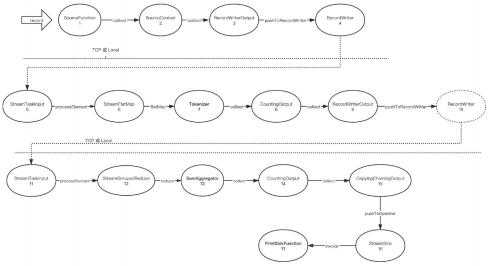 record
SourceFunction
1
collect
SourceContext
2
collect
RecordWriterOutput
3
pushToRecordWriter
RecordWriter
4
TCP 或 Local
StreamTaskInput
5
processElement
StreamFlatMap
6
flatMap
Tokenizer
7
collect
CountingOutput
8
collect
RecordWriterOutput
9
pushToRecordWriter
RecordWriter
10
TCP 或 Local
StreamTaskInput
11
processElement
StreamGroupedReduce
12
reduce
SumAggregator
13
collect
CountingOutput
14
collect
CopyingChainingOutput
15
pushToOperator
StreamSink
16
invoke
PrintSinkFunction
17